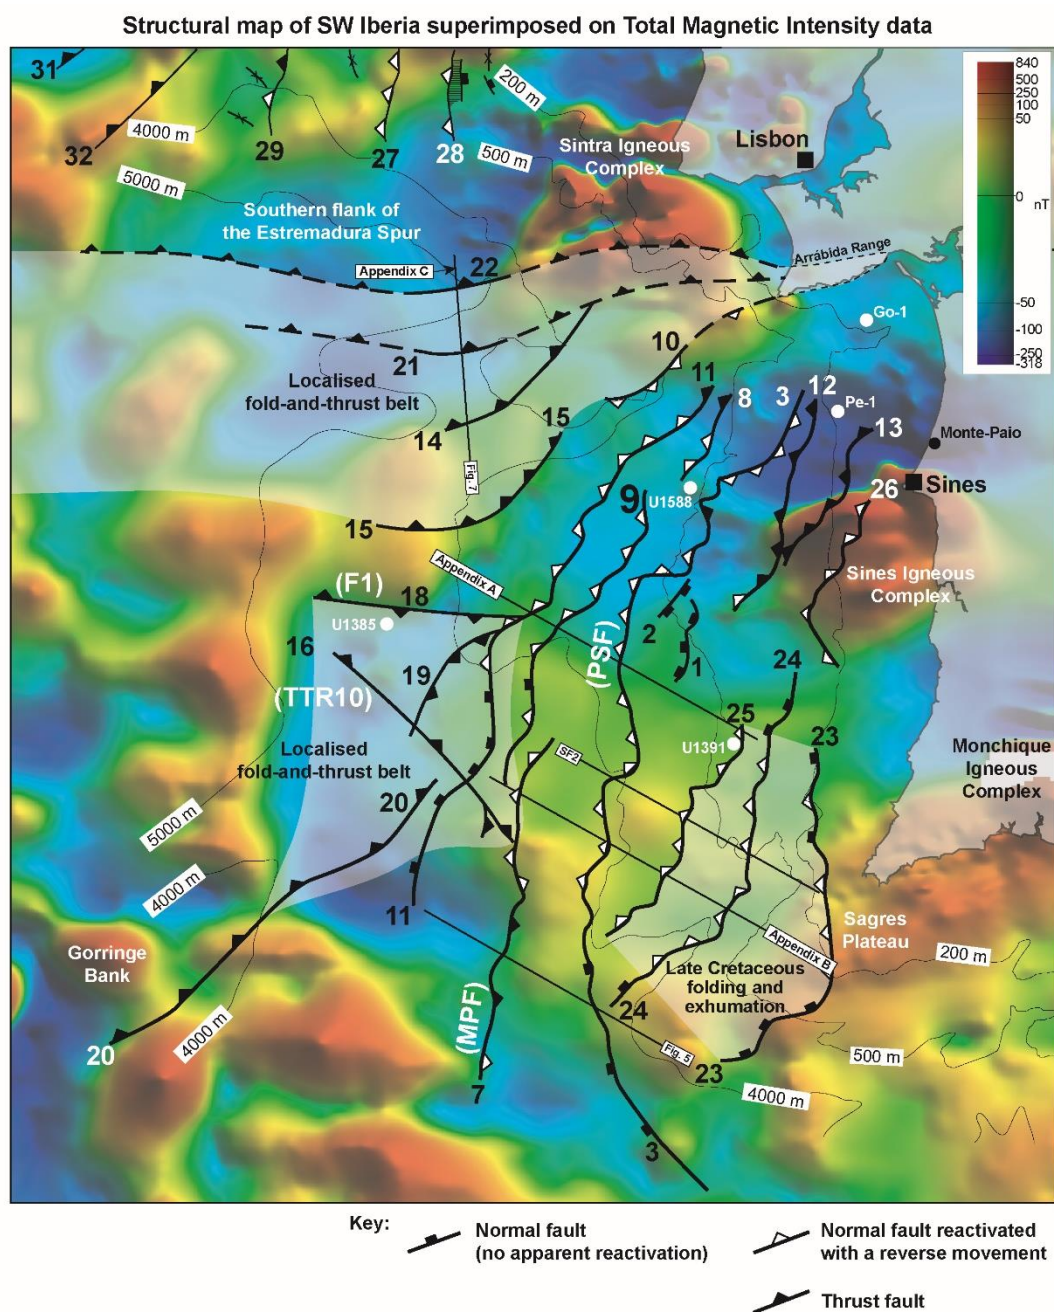 Structural map of SW Iberia superimposed on Total Magnetic Intensity data
31
32
4000 m
29
27
28
200 m
500 m
5000 m
Sintra Igneous
Complex
Lisbon
840
500
250
100
50
0
nT
-50
-100
-250
-318
Southern flank of
the Estremadura Spur
Arrábida Range
Appendix C
22
Go-1
21
10
Localised
fold-and-thrust belt
11
8
3
12
Pe-1
14
15
13
Monte-Paio
Fig.7
9
U1588
26
Sines
15
Appendix A
Sines Igneous
Complex
(F1)
18
U1385
16
2
1
19
(PSF)
24
(TTR10)
25
23
U1391
Localised
fold-and-thrust belt
SF2
Monchique
Igneous
Complex
20
5000 m
4000 m
11
Sagres
Plateau
Gorringe
Bank
Appendix B
200 m
Late Cretaceous
folding and
exhumation
24
4000 m
20
(MPF)
Fig. 5
23
500 m
7
4000 m
3
Key:
Normal fault
(no apparent reactivation)
Normal fault reactivated
with a reverse movement
Thrust fault